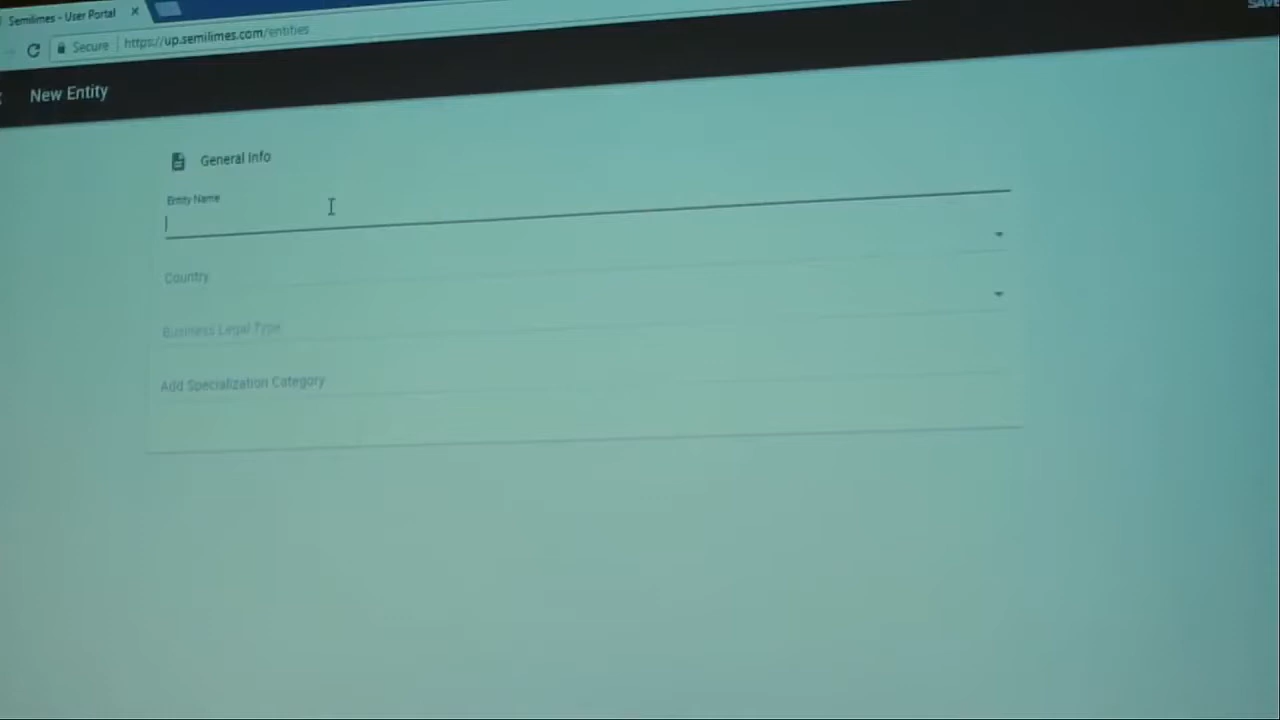 Semilimes - User Portal
Secure https://up.semilimes.com/entities
SAVE
New Entity
General Info
Entity Name
Country
Business Legal Type
Add Specialization Category